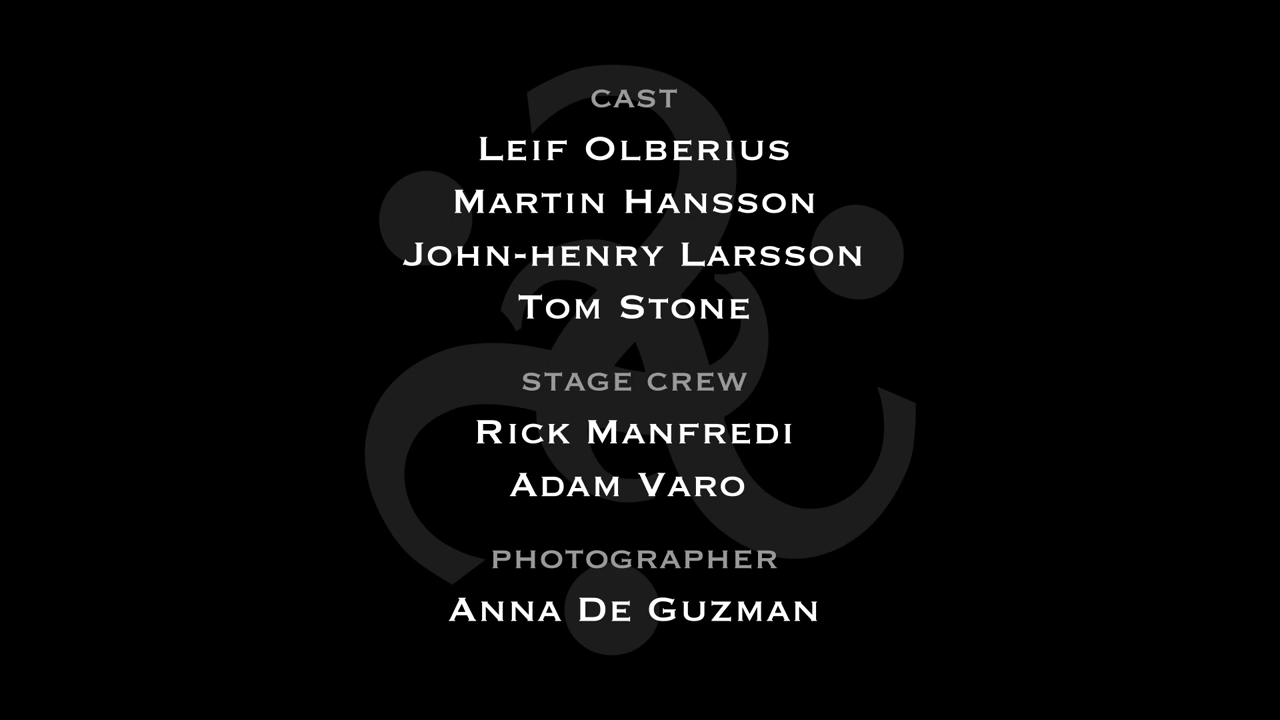 CAST
LEIF OLBERIUS
MARTIN HANSSON
JOHN-HENRY LARSSON
TOM STONE
STAGE CREW
RICK MANFREDI
ADAM VARO
PHOTOGRAPHER
ANNA DE GUZMAN